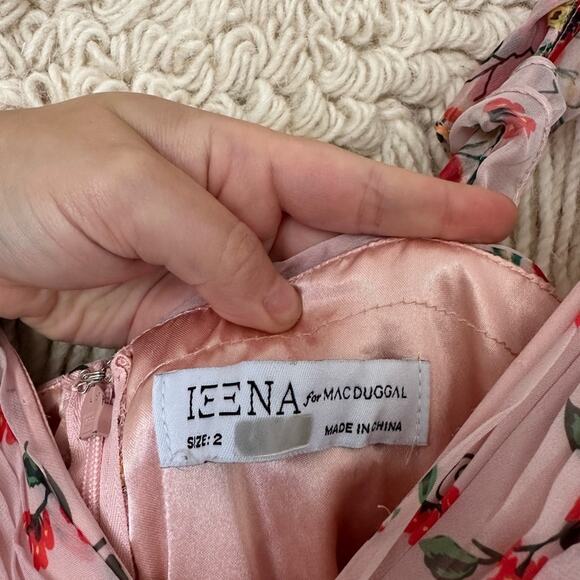 IEENA for MAC DUGGAL
SIZE: 2 MADE IN CHINA